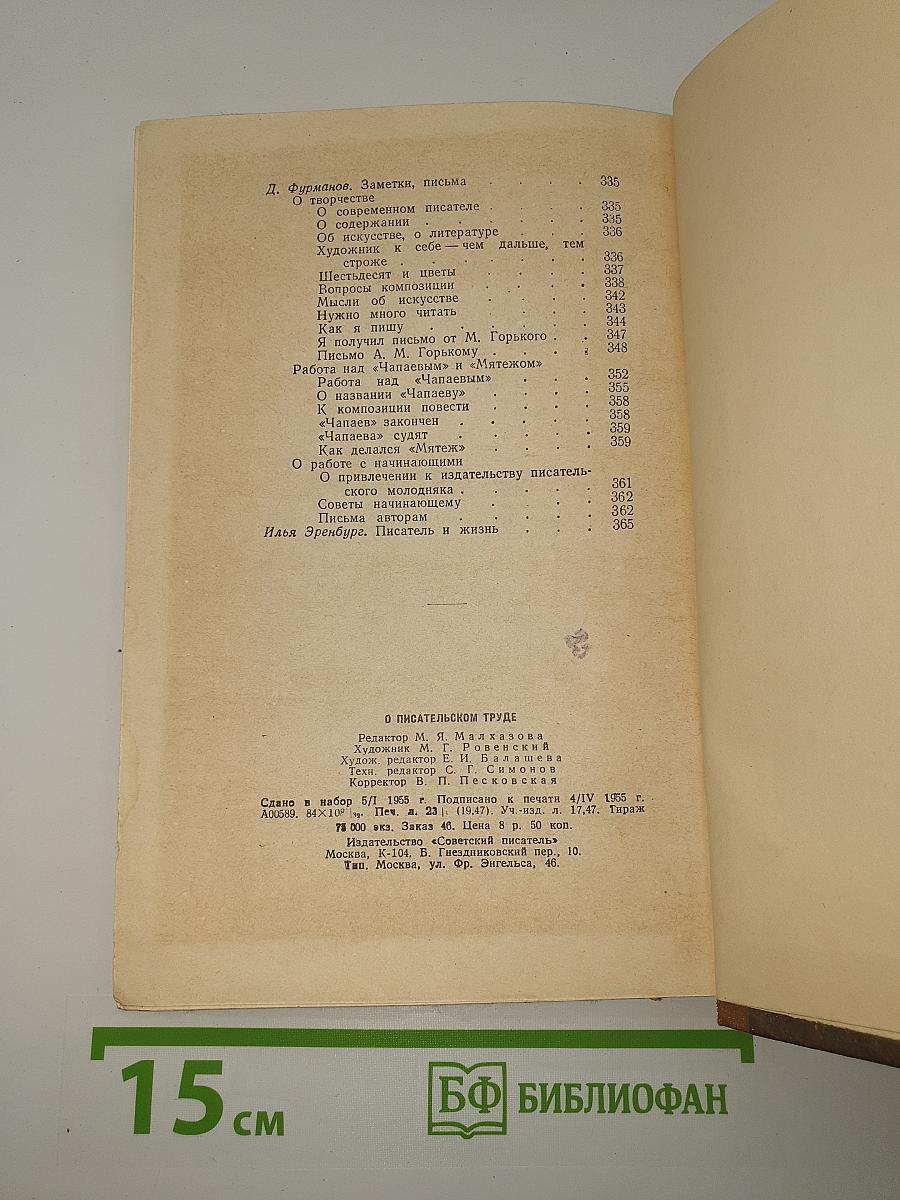 Д. Фурманов. Заметки, письма . . . . 335
О творчестве
О современном писателе . . . . 335
О содержании . . . . . . 335
Об искусстве, о литературе . . . 336
Художник к себе — чем дальше, тем
строже . . . . . . . 336
Шестьдесят и цветы . . . . 337
Вопросы композиции . . . . 338
Мысли об искусстве . . . . 342
Нужно много читать . . . . 343
Как я пишу . . . . . . 344
Я получил письмо от М. Горького . . 347
Письмо А. М. Горькому . . . . 348
Работа над «Чапаевым» и «Мятежом»
Работа над «Чапаевым» . . . 352
О названии «Чапаеву» . . . . 355
К композиции повести . . . . 358
«Чапаев» закончен . . . . . 358
«Чапаева» судят . . . . . 359
Как делался «Мятеж» . . . . 359
О работе с начинающими
О привлечении к издательству писатель-
ского молодняка . . . . . 361
Советы начинающему . . . . 362
Письма авторам . . . . . 362
Илья Эренбург. Писатель и жизнь . . . 365
О ПИСАТЕЛЬСКОМ ТРУДЕ
Редактор М. Я. Малхазова
Художник М. Г. Ровенский
Худож. редактор Е. И. Балашева
Техн. редактор С. Г. Симонов
Корректор В. П. Песковская
Сдано в набор 5/I 1955 г. Подписано к печати 4/IV 1955 г.
А00589. Печ. л. (19,47). Уч.-изд. л. 17,47. Тираж
75 000 экз. Заказ 46. Цена 8 р. 50 коп.
Издательство «Советский писатель»
Москва, К-104, Б. Гнездниковский пер., 10.
Тип. Москва, ул. Фр. Энгельса, 46.
15 см
БФ БИБЛИОФАН